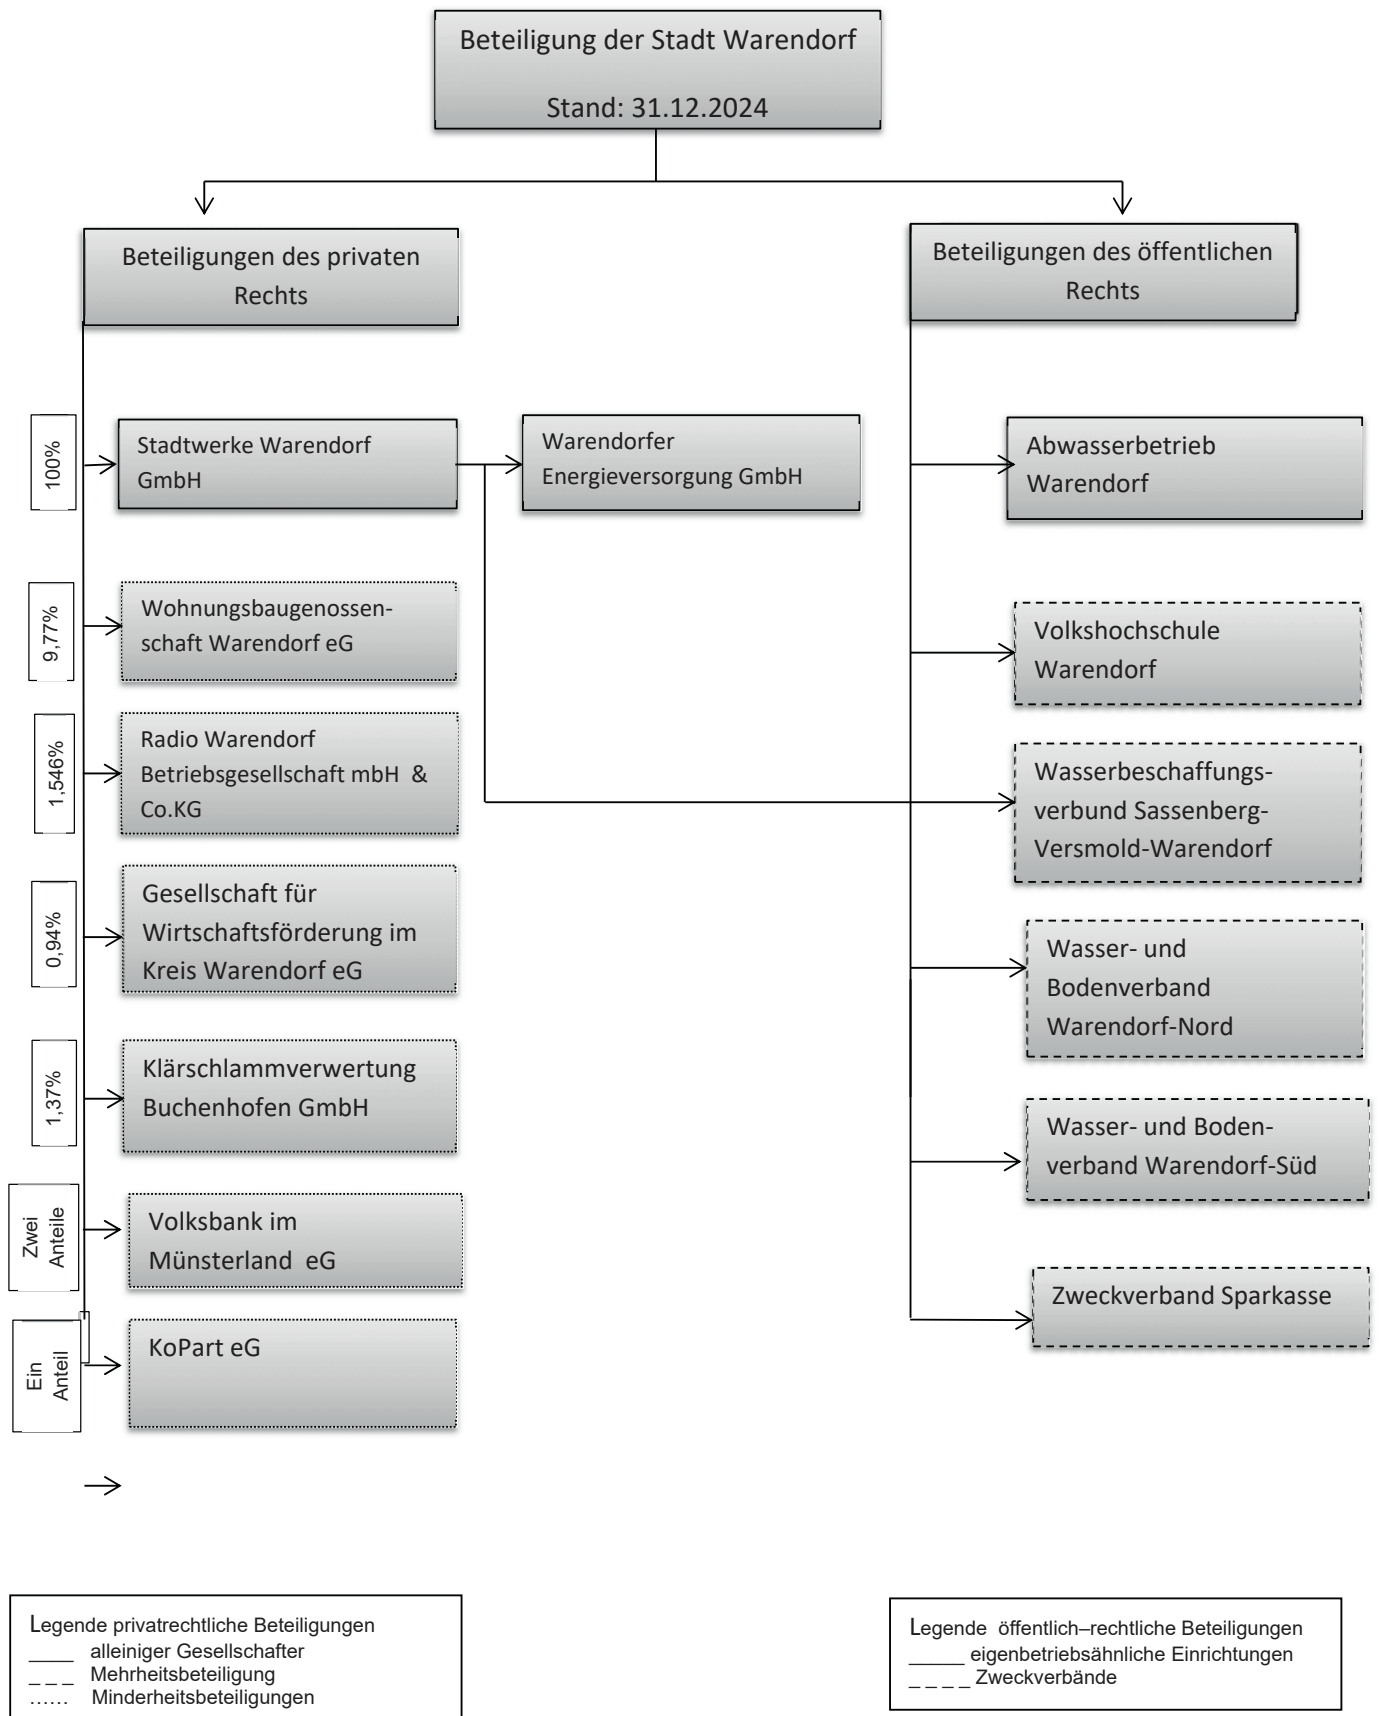 Beteiligung der Stadt Warendorf
Stand: 31.12.2024
Beteiligungen des privaten
Rechts
Beteiligungen des öffentlichen
Rechts
100%
Stadtwerke Warendorf
GmbH
Warendorfer
Energieversorgung GmbH
Abwasserbetrieb
Warendorf
9,77%
Wohnungsbaugenossen-
schaft Warendorf eG
Volkshochschule
Warendorf
1,546%
Radio Warendorf
Betriebsgesellschaft mbH &
Co.KG
Wasserbeschaffungs-
verbund Sassenberg-
Versmold-Warendorf
0,94%
Gesellschaft für
Wirtschaftsförderung im
Kreis Warendorf eG
Wasser- und
Bodenverband
Warendorf-Nord
1,37%
Klärschlammverwertung
Buchenhofen GmbH
Wasser- und Boden-
verband Warendorf-Süd
Zwei
Anteile
Volksbank im
Münsterland eG
Zweckverband Sparkasse
Ein
Anteil
KoPart eG
Legende privatrechtliche Beteiligungen
____ alleiniger Gesellschafter
_ _ _ Mehrheitsbeteiligung
...... Minderheitsbeteiligungen
Legende öffentlich–rechtliche Beteiligungen
_____ eigenbetriebsähnliche Einrichtungen
_ _ _ _ Zweckverbände